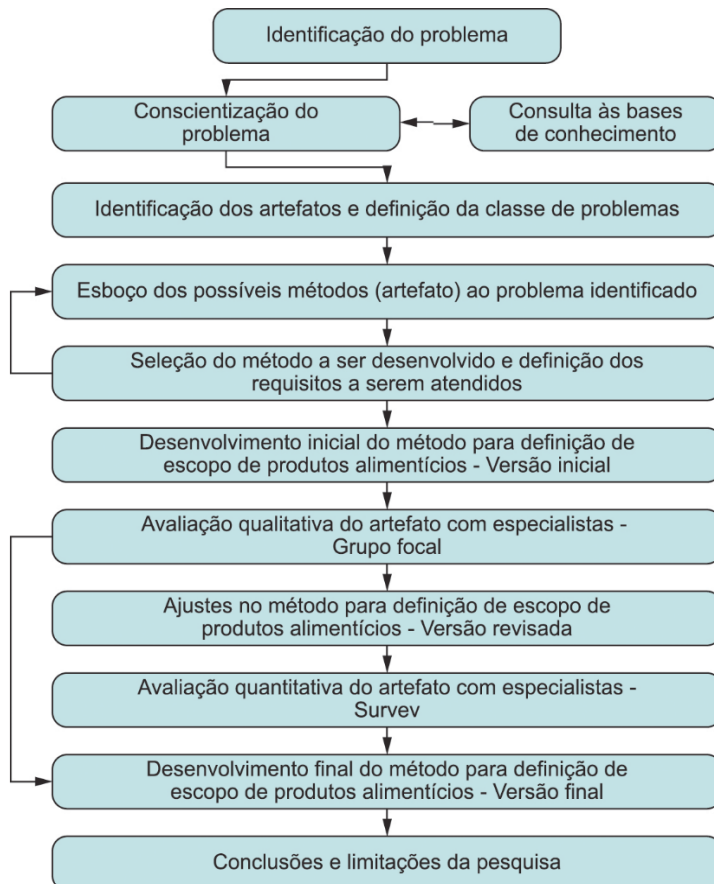 Identificação do problema
Conscientização do
problema
Consulta às bases
de conhecimento
Identificação dos artefatos e definição da classe de problemas
Esboço dos possíveis métodos (artefato) ao problema identificado
Seleção do método a ser desenvolvido e definição dos
requisitos a serem atendidos
Desenvolvimento inicial do método para definição de
escopo de produtos alimentícios - Versão inicial
Avaliação qualitativa do artefato com especialistas -
Grupo focal
Ajustes no método para definição de escopo de
produtos alimentícios - Versão revisada
Avaliação quantitativa do artefato com especialistas -
Survev
Desenvolvimento final do método para definição de
escopo de produtos alimentícios - Versão final
Conclusões e limitações da pesquisa